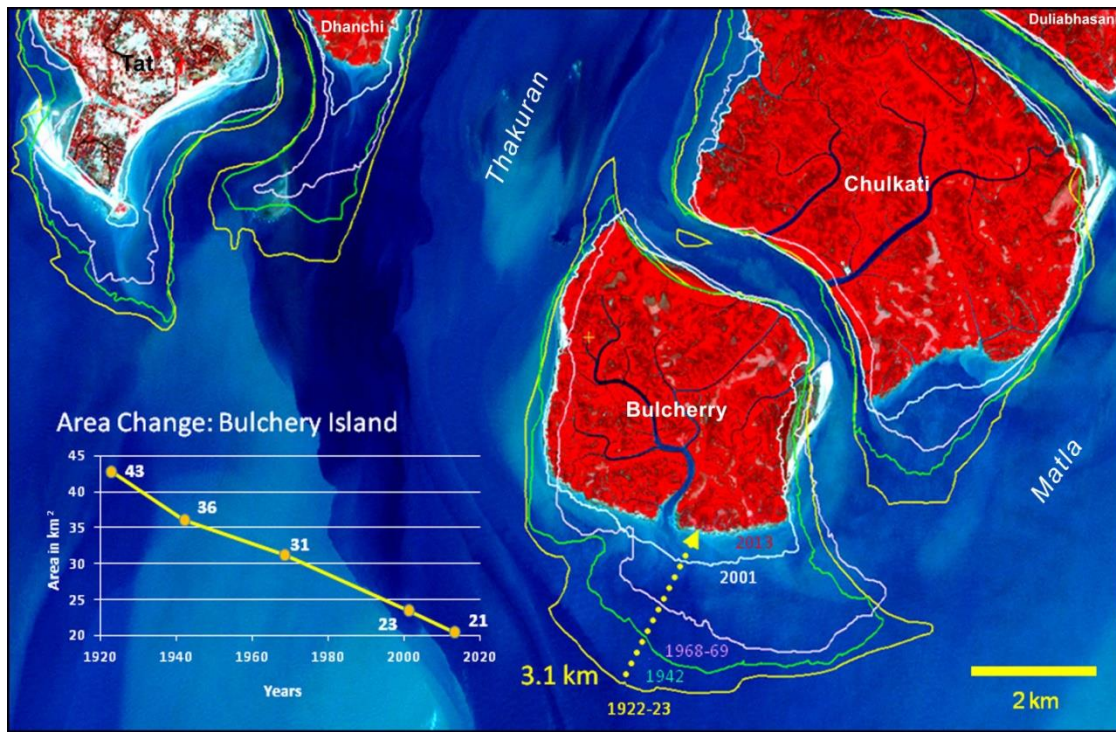 Dhanchi
Duliabhasani
Tat
Thakuran
Chulkati
Bulcherry
Matla
Area Change: Bulchery Island
45
40
35
30
25
20
Area in km²
43
36
31
23
21
1920
1940
1960
1980
2000
2020
Years
2013
2001
1968-69
1942
1922-23
3.1 km
2 km